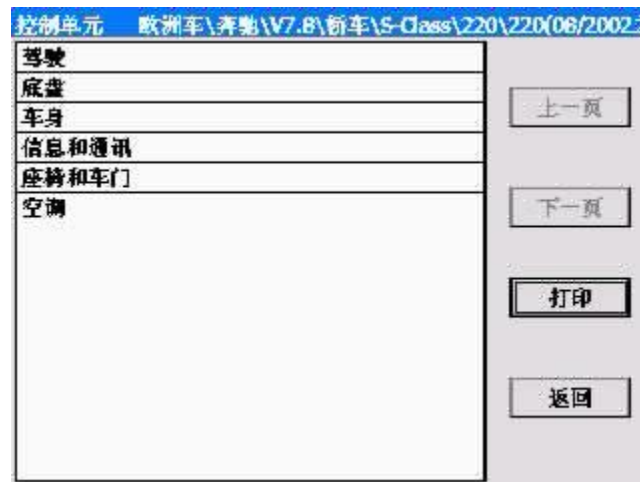 控制单元 欧洲车\奔驰\V7.8\轿车\S-Class\220\220(08/2002
驾驶
底盘
车身
信息和通讯
座椅和车门
空调
上一页
下一页
打印
返回